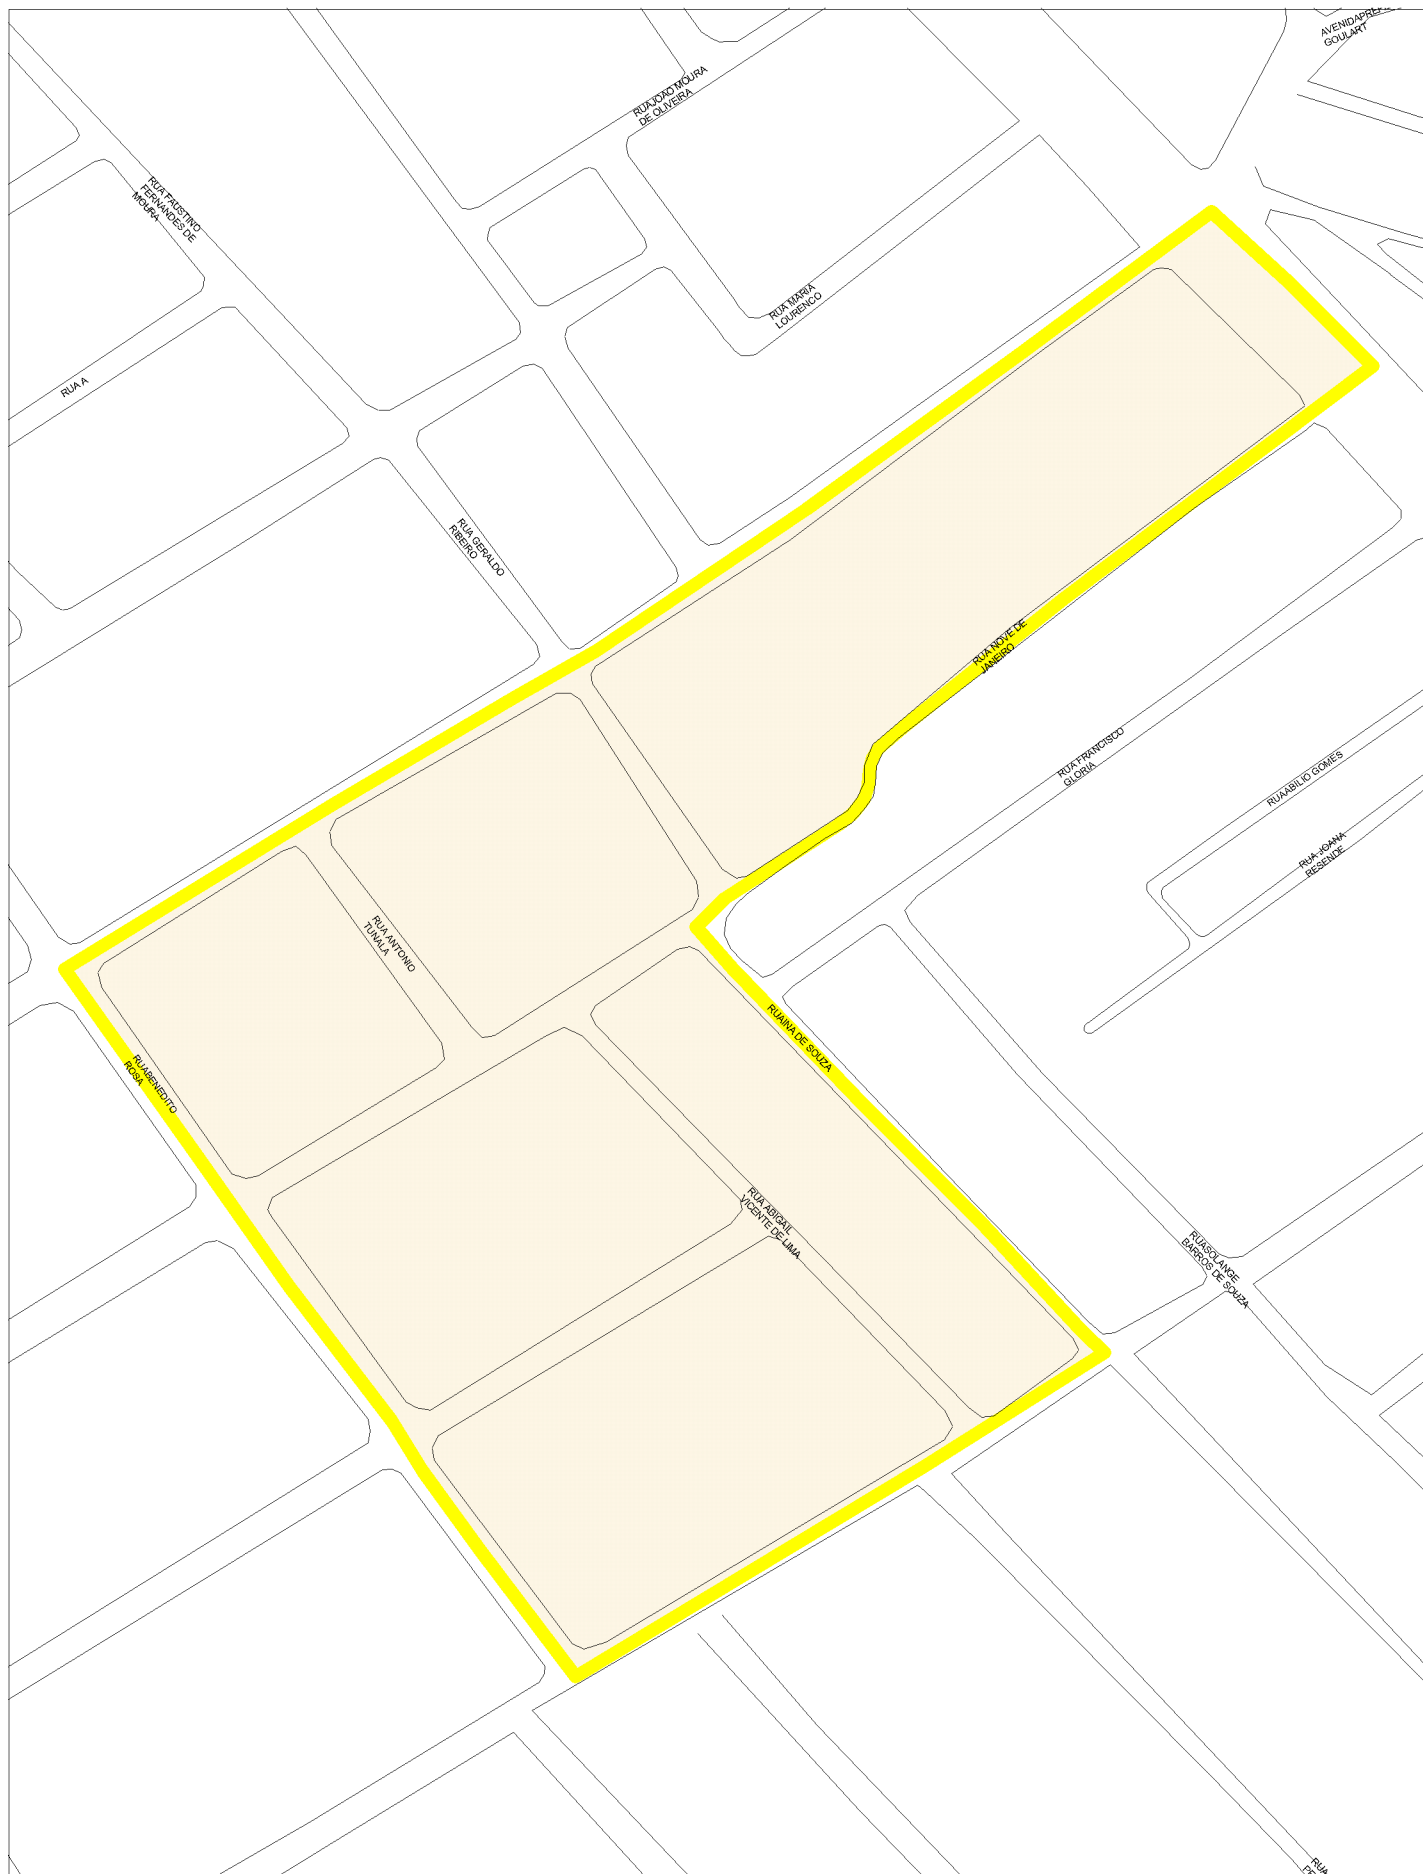 GOULART
RUA JOAO MOURA
DE OLIVEIRA
RUA FAUSTINO
FERNANDES DE
MOURA
RUA MARIA
LOURENCO
RUA A
RUA GERALDO
RIBEIRO
RUA NOVE DE
JANEIRO
RUA FRANCISCO
GLORIA
RUA ABILIO GOMES
RUA JOANA
RESENDE
RUA ANTONIO
TUNALA
RUA INA DE SOUZA
RUA BENEDITO
ROSA
RUA ABIGAIL
VICENTE DE LIMA
RUA SOLANGE
BARROS DE SOUZA
RUA